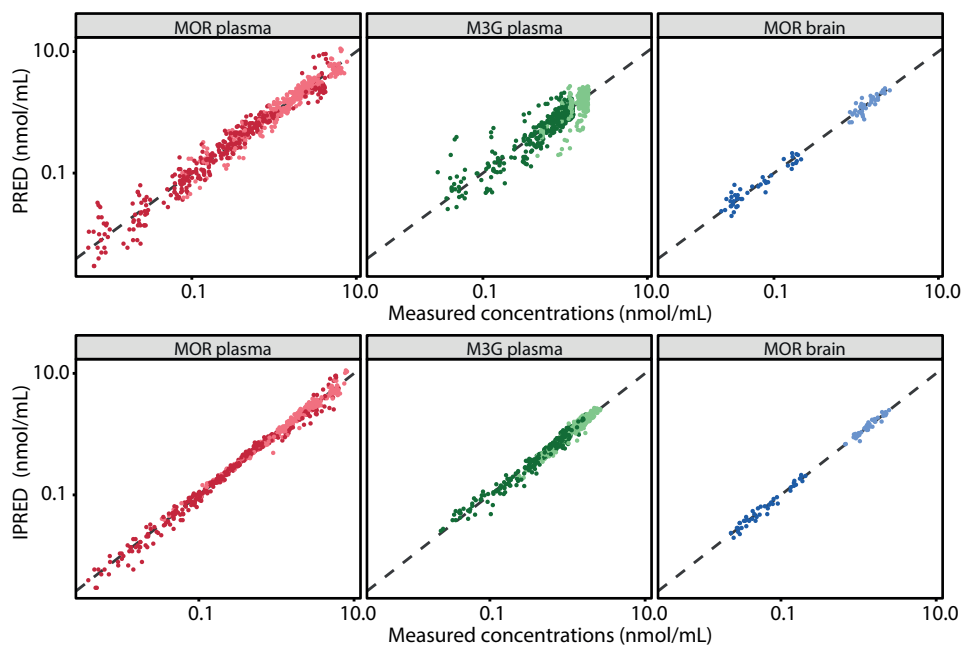 MOR plasma M3G plasma MOR brain
10.0
PRED (nmol/mL)
0.1
0.1 10.0 0.1 10.0 0.1 10.0
Measured concentrations (nmol/mL)
MOR plasma M3G plasma MOR brain
10.0
IPRED (nmol/mL)
0.1
0.1 10.0 0.1 10.0 0.1 10.0
Measured concentrations (nmol/mL)